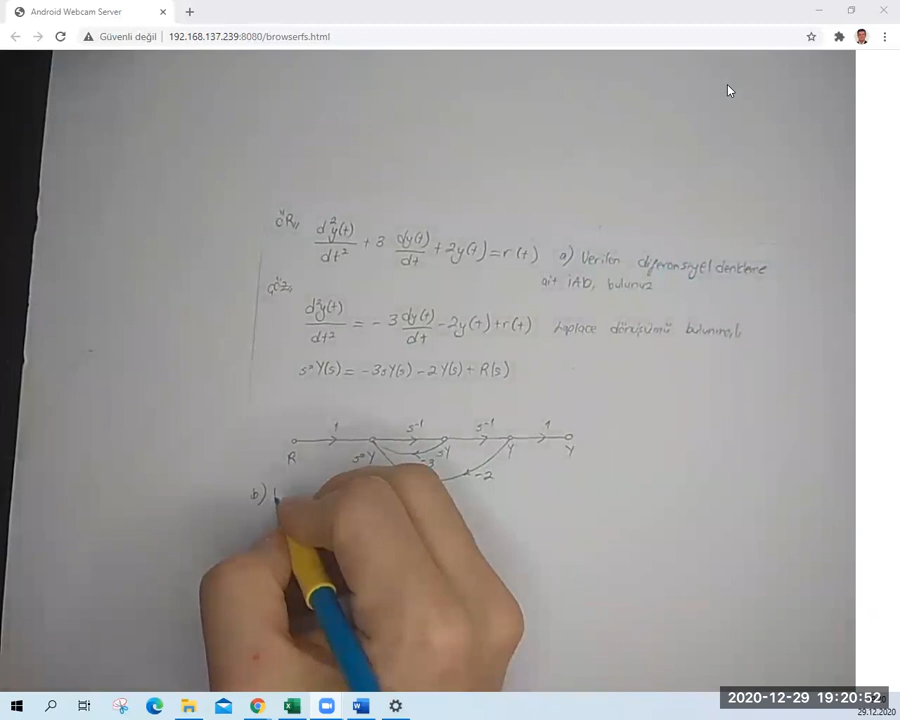 Android Webcam Server
Güvenli değil 192.168.137.239:8080/browserfs.html
ÖR// d²y(t)/dt² + 3 dy(t)/dt + 2y(t) = r(t) a) Verilen diferansiyel denkleme
ait İAD, bulunuz
ÇÖZ// d²y(t)/dt² = -3 dy(t)/dt - 2y(t) + r(t) Laplace dönüşümü
s²Y(s) = -3sY(s) - 2Y(s) + R(s)
1 s⁻¹ s⁻¹ 1
R s²Y -3 sY Y Y
-2
b)
2020-12-29 19:20:52
29.12.2020